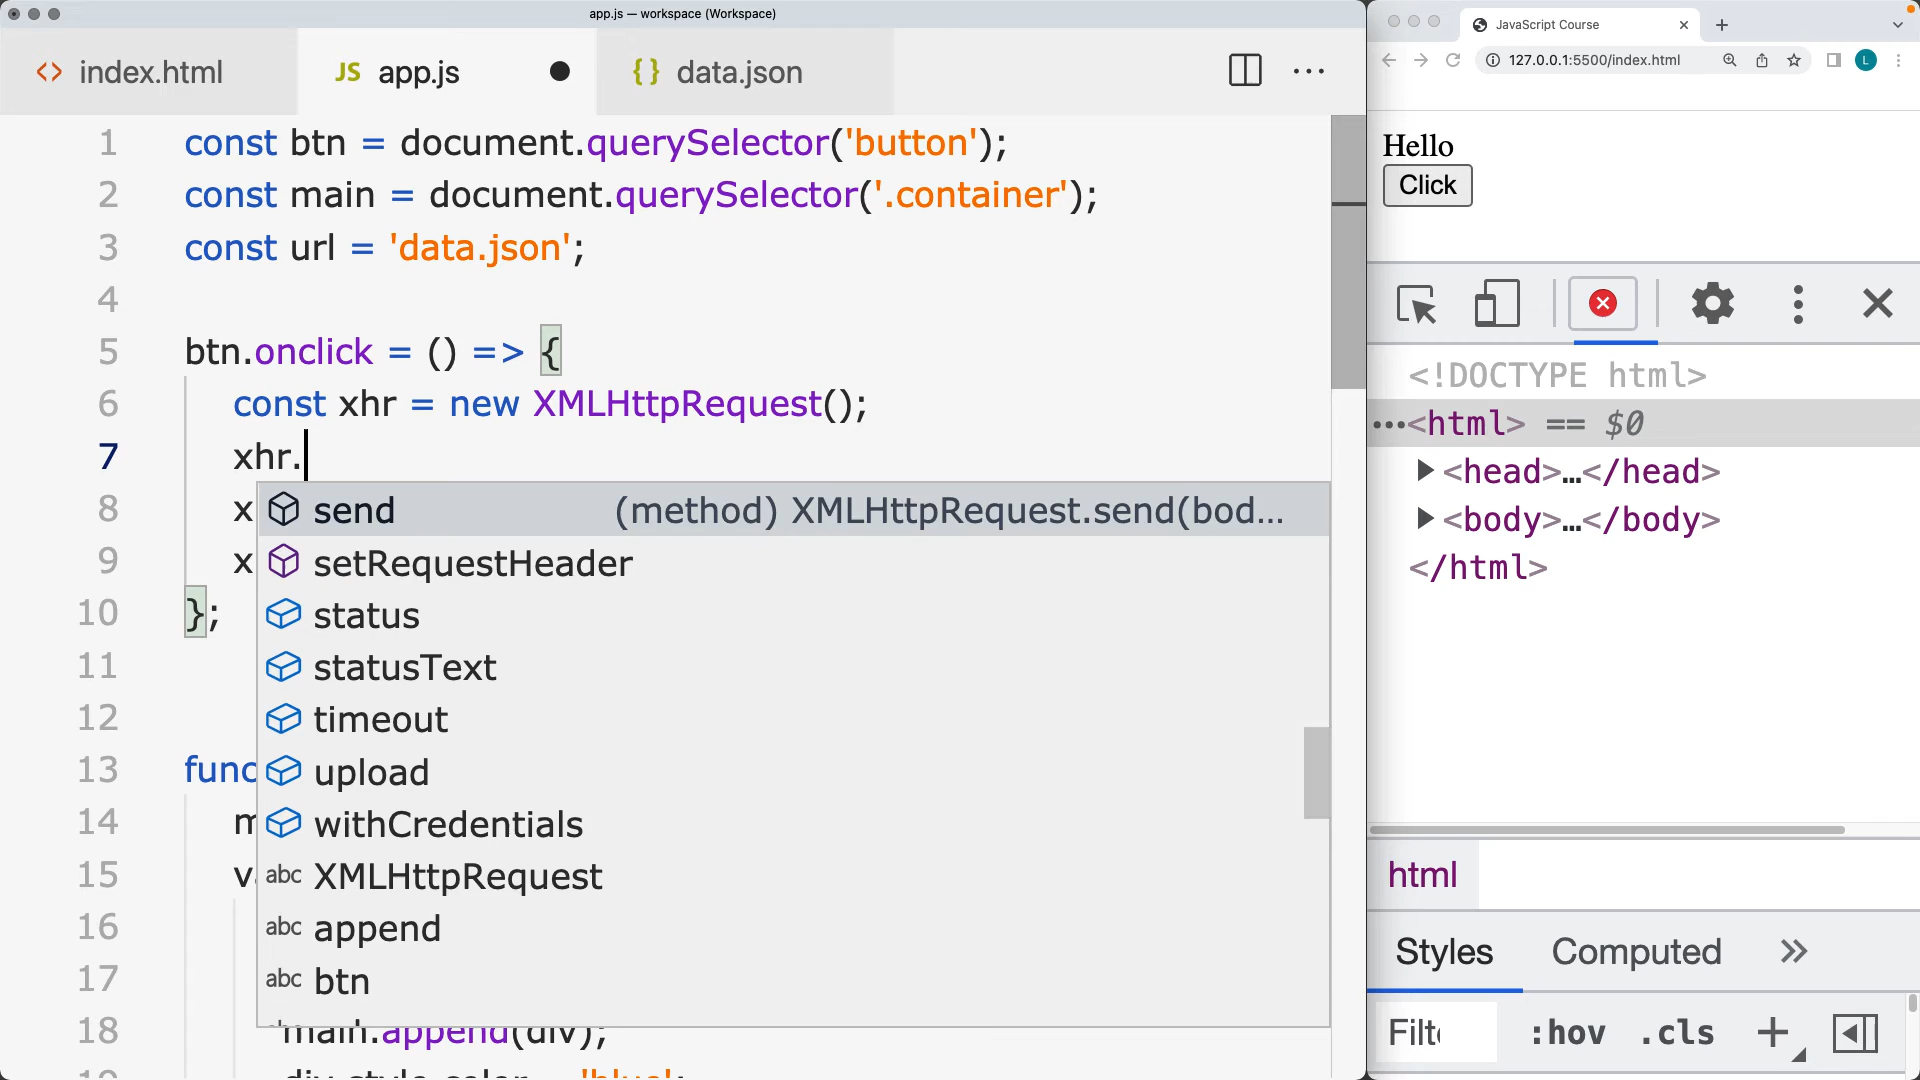 app.js — workspace (Workspace)
index.html
JS app.js
{ } data.json
1 const btn = document.querySelector('button');
2 const main = document.querySelector('.container');
3 const url = 'data.json';
4
5 btn.onclick = () => {
6 const xhr = new XMLHttpRequest();
7 xhr.
8 x
9 x
10 };
11
12
13 func
14 m
15 va
16
17
18 main.append(div);
send (method) XMLHttpRequest.send(bod...
setRequestHeader
status
statusText
timeout
upload
withCredentials
abc XMLHttpRequest
abc append
abc btn
JavaScript Course
127.0.0.1:5500/index.html
L
Hello
Click
<!DOCTYPE html>
...<html> == $0
<head>…</head>
<body>…</body>
</html>
html
Styles Computed
:hov .cls